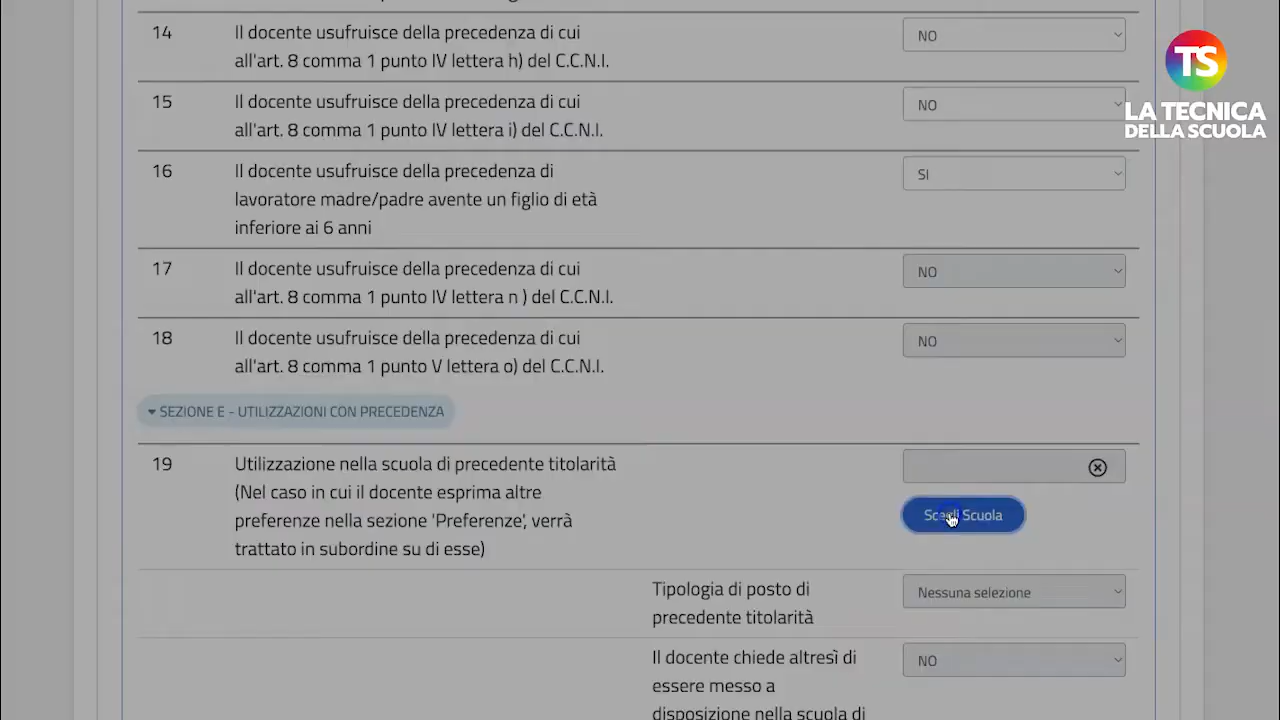 14
Il docente usufruisce della precedenza di cui
all'art. 8 comma 1 punto IV lettera h) del C.C.N.I.
NO
15
Il docente usufruisce della precedenza di cui
all'art. 8 comma 1 punto IV lettera i) del C.C.N.I.
NO
16
Il docente usufruisce della precedenza di
lavoratore madre/padre avente un figlio di età
inferiore ai 6 anni
SI
17
Il docente usufruisce della precedenza di cui
all'art. 8 comma 1 punto IV lettera n ) del C.C.N.I.
NO
18
Il docente usufruisce della precedenza di cui
all'art. 8 comma 1 punto V lettera o) del C.C.N.I.
NO
SEZIONE E - UTILIZZAZIONI CON PRECEDENZA
19
Utilizzazione nella scuola di precedente titolarità
(Nel caso in cui il docente esprima altre
preferenze nella sezione 'Preferenze', verrà
trattato in subordine su di esse)
Scegli Scuola
Tipologia di posto di
precedente titolarità
Nessuna selezione
Il docente chiede altresì di
essere messo a
disposizione nella scuola di
NO
TS
LA TECNICA
DELLA SCUOLA